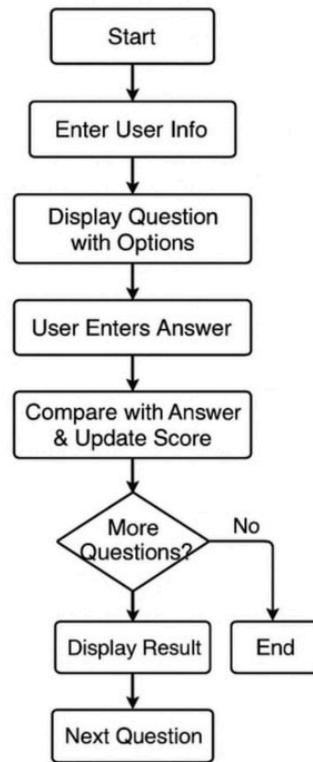 Start
Enter User Info
Display Question
with Options
User Enters Answer
Compare with Answer
& Update Score
More
Questions?
No
Display Result
End
Next Question